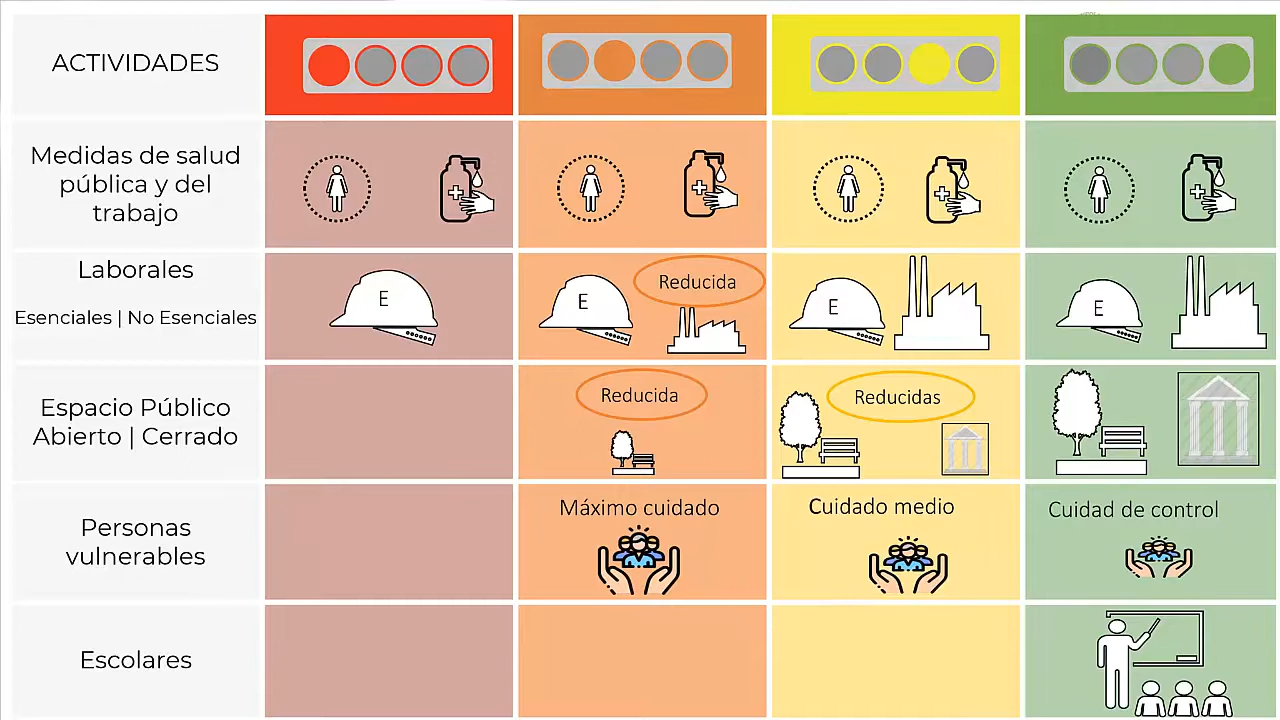 ACTIVIDADES
Medidas de salud
pública y del
trabajo
Laborales
Esenciales | No Esenciales
E
E
Reducida
E
E
Espacio Público
Abierto | Cerrado
Reducida
Reducidas
Personas
vulnerables
Máximo cuidado
Cuidado medio
Cuidad de control
Escolares